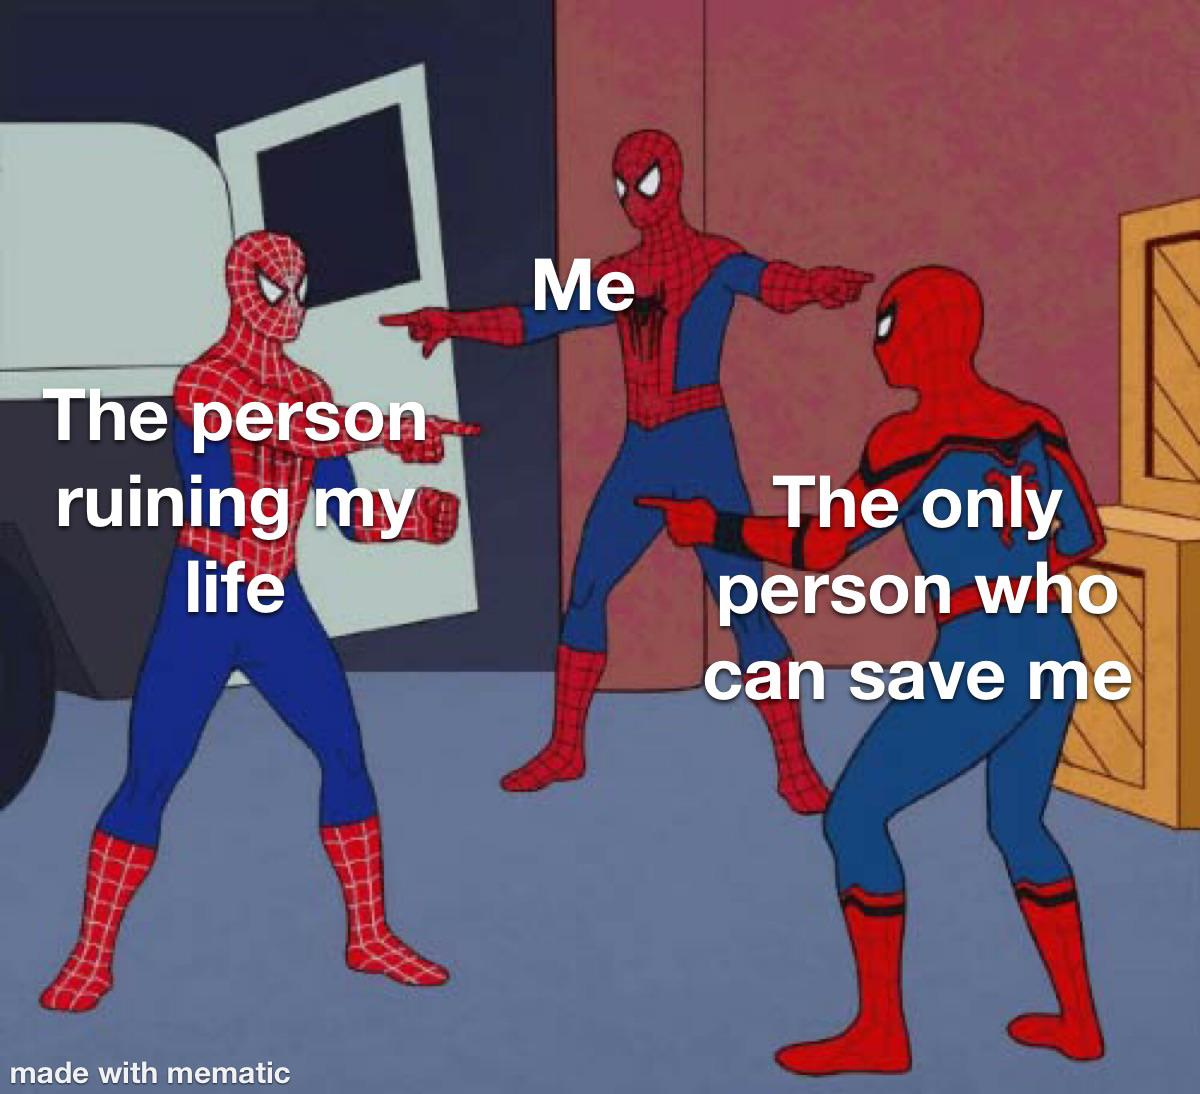 Me
The person
ruining my
life
The only
person who
can save me
made with mematic